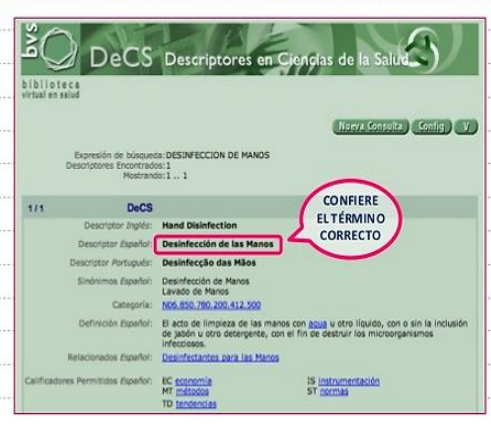 bvs
DeCS Descriptores en Ciencias de la Salud
biblioteca
virtual en salud
Nueva Consulta Config V
Expresión de búsqueda: DESINFECCION DE MANOS
Descriptores Encontrados: 1
Mostrando: 1 .. 1
1 / 1 DeCS
CONFIERE
EL TÉRMINO
CORRECTO
Descriptor Inglés: Hand Disinfection
Descriptor Español: Desinfección de las Manos
Descriptor Portugués: Desinfecção das Mãos
Sinónimos Español: Desinfección de Manos
Lavado de Manos
Categoría: N06.850.780.200.412.500
Definición Español: El acto de limpieza de las manos con agua u otro líquido, con o sin la inclusión
de jabón u otro detergente, con el fin de destruir los microorganismos
infecciosos.
Relacionados Español: Desinfectantes para las Manos
Calificadores Permitidos Español: EC economía IS instrumentación
MT métodos ST normas
TD tendencias